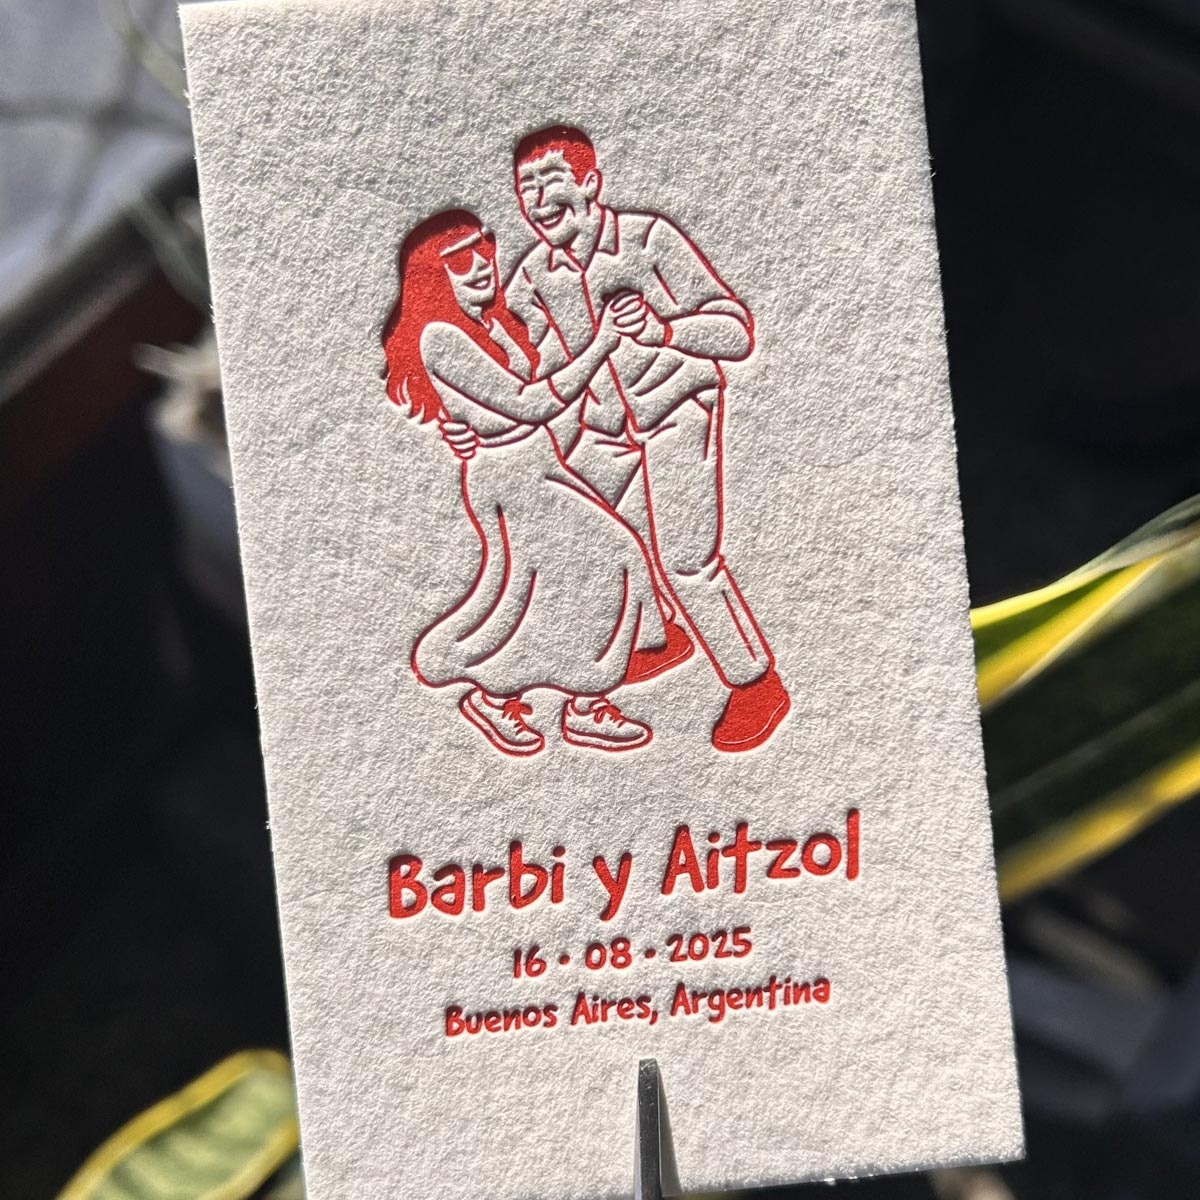 Barbi y Aitzol
16 • 08 • 2025
Buenos Aires, Argentina